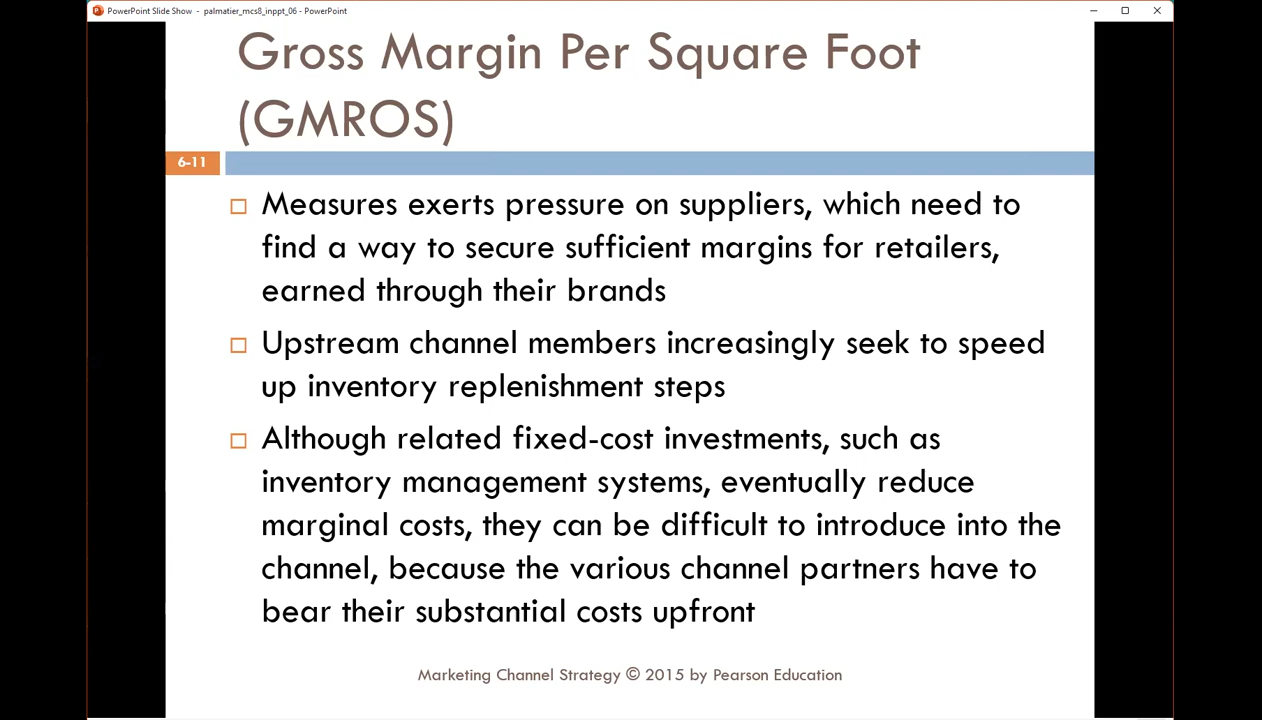 PowerPoint Slide Show - palmatier_mcs8_inppt_06 - PowerPoint
Gross Margin Per Square Foot
(GMROS)
6-11
Measures exerts pressure on suppliers, which need to
find a way to secure sufficient margins for retailers,
earned through their brands
Upstream channel members increasingly seek to speed
up inventory replenishment steps
Although related fixed-cost investments, such as
inventory management systems, eventually reduce
marginal costs, they can be difficult to introduce into the
channel, because the various channel partners have to
bear their substantial costs upfront
Marketing Channel Strategy © 2015 by Pearson Education